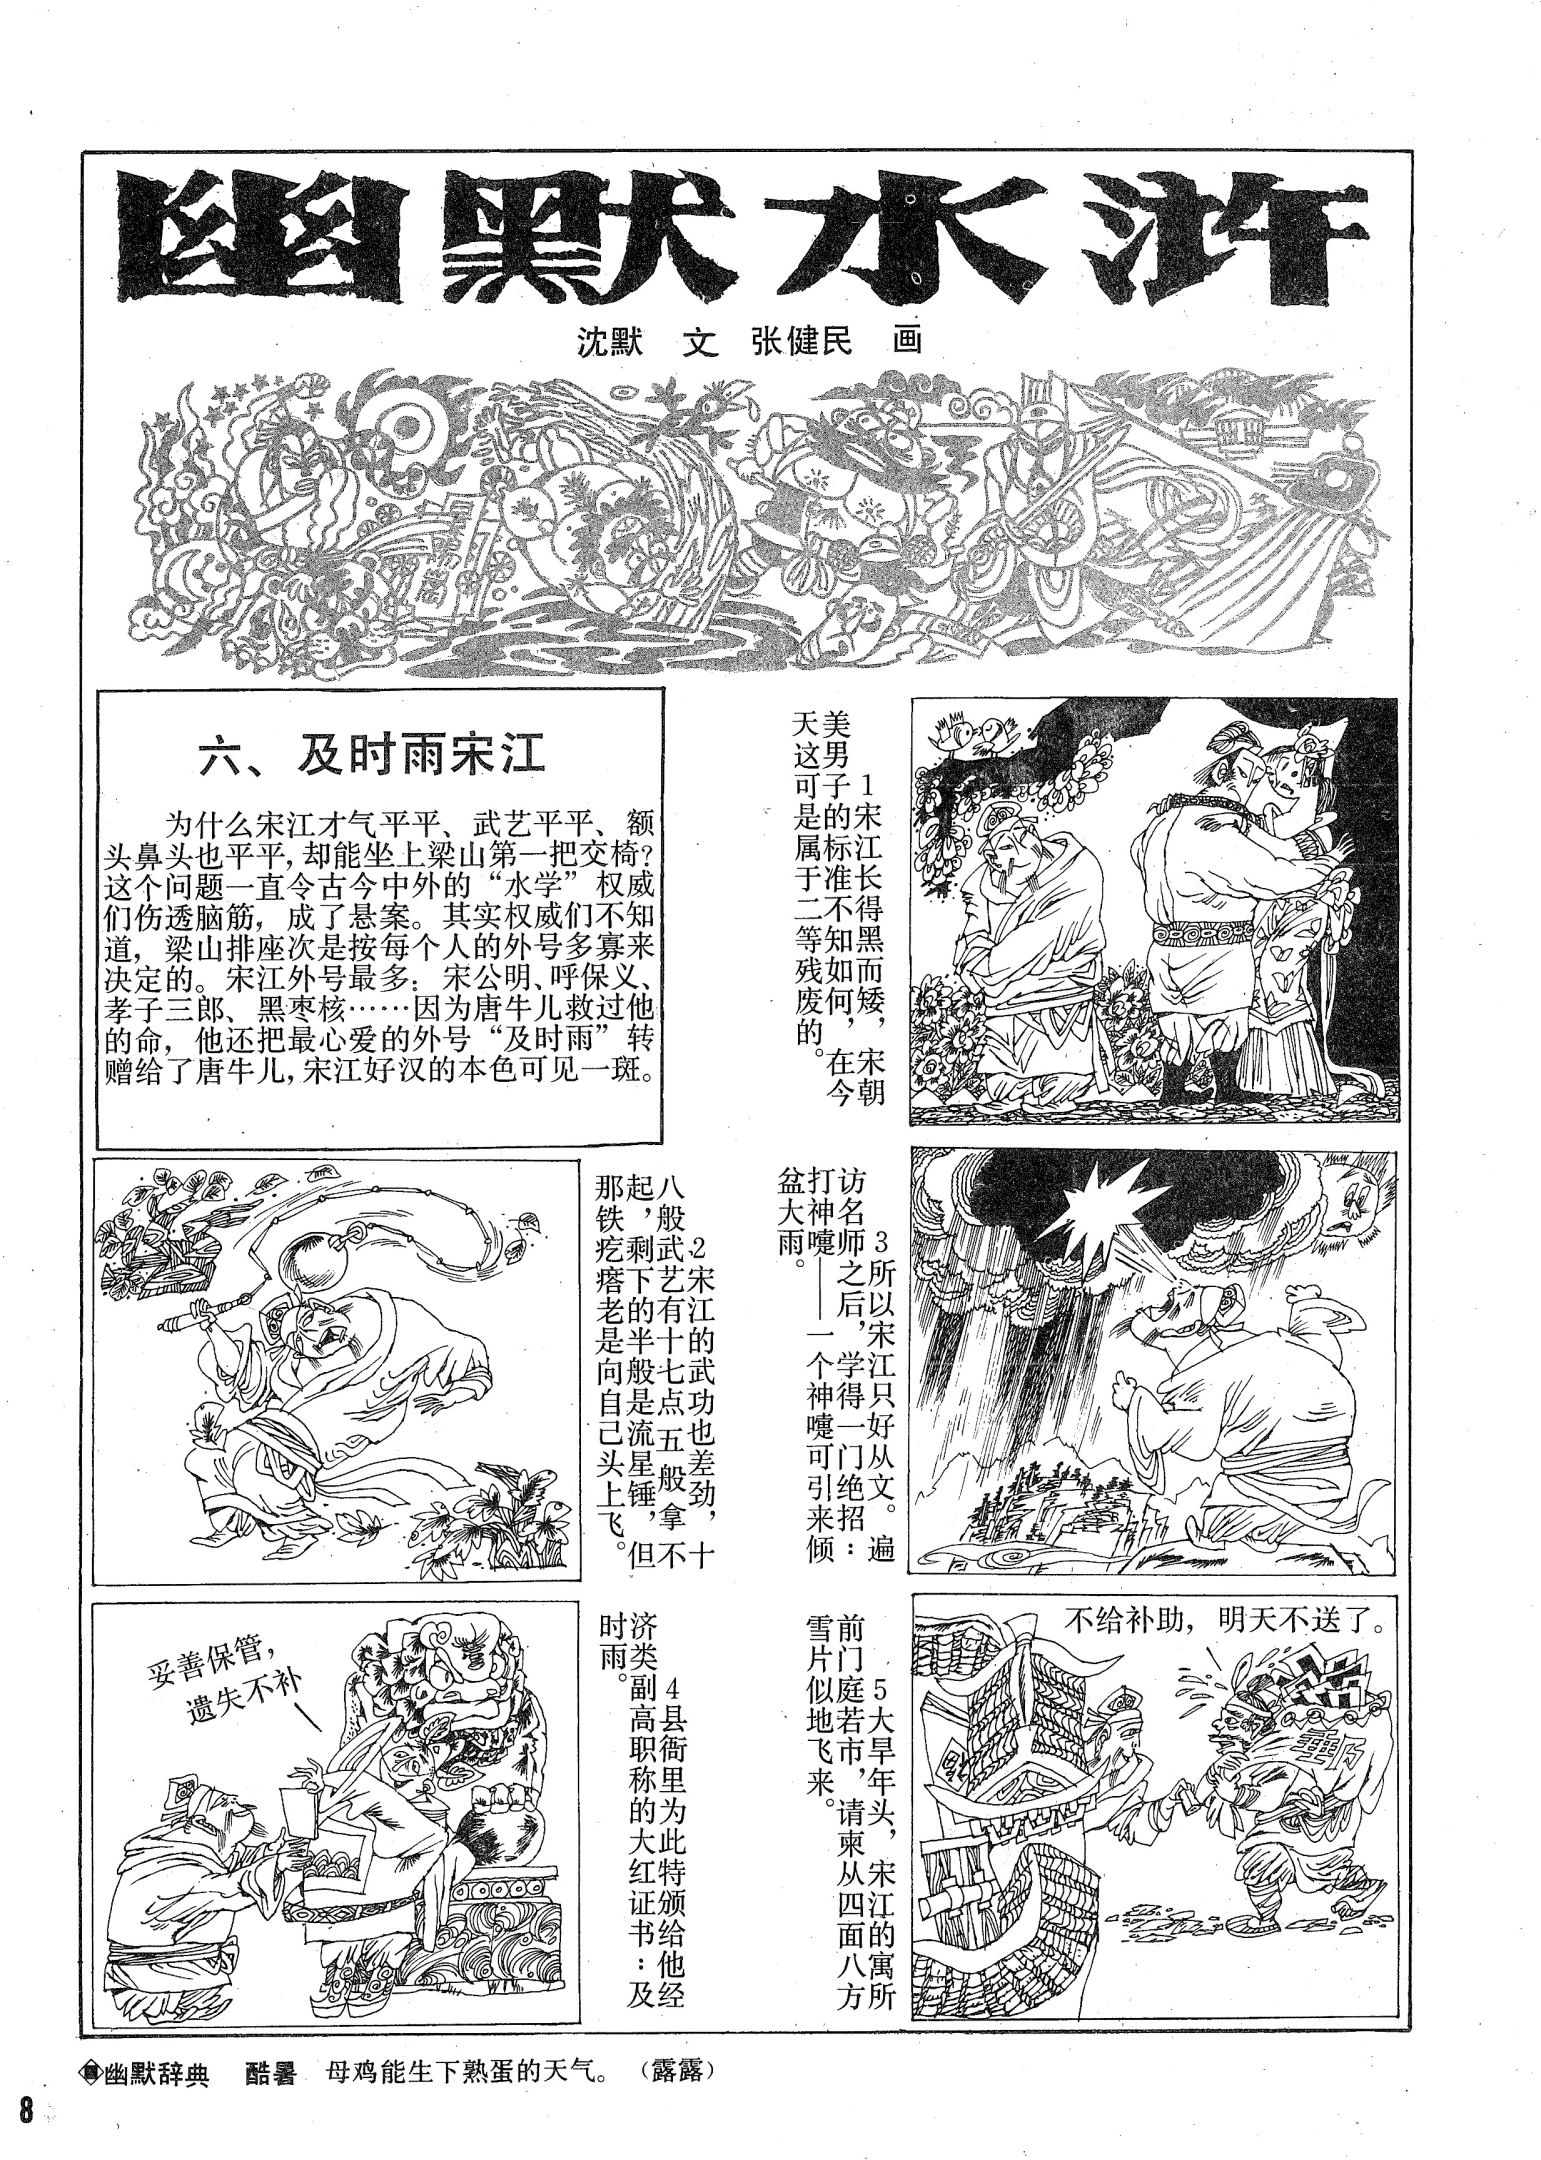 幽默水浒
沈默 文 张健民 画
六、及时雨宋江
为什么宋江才气平平、武艺平平、额
头鼻头也平平,却能坐上梁山第一把交椅?
这个问题一直令古今中外的“水学”权威
们伤透脑筋，成了悬案。其实权威们不知
道，梁山排座次是按每个人的外号多寡来
决定的。宋江外号最多：宋公明、呼保义、
孝子三郎、黑枣核……因为唐牛儿救过他
的命，他还把最心爱的外号“及时雨”转
赠给了唐牛儿,宋江好汉的本色可见一斑。
1宋江长得黑而矮，宋朝
美男子的标准不知如何，在今
天这可是属于二等残废的。
2宋江的武功也差劲，十
八般武艺有十七点五般拿不
起，剩下的半般是流星锤，但
那铁疙瘩老是向自己头上飞。
3所以宋江只好从文。遍
访名师之后，学得一门绝招：
打神嚏——一个神嚏可引来倾
盆大雨。
妥善保管，
遗失不补
4县衙里为此特颁给他经
济类副高职称的大红证书：及
时雨。
5大旱年头，宋江的寓所
前门庭若市，请柬从四面八方
雪片似地飞来。
不给补助，明天不送了。
幽默辞典 酷暑 母鸡能生下熟蛋的天气。（露露）
8